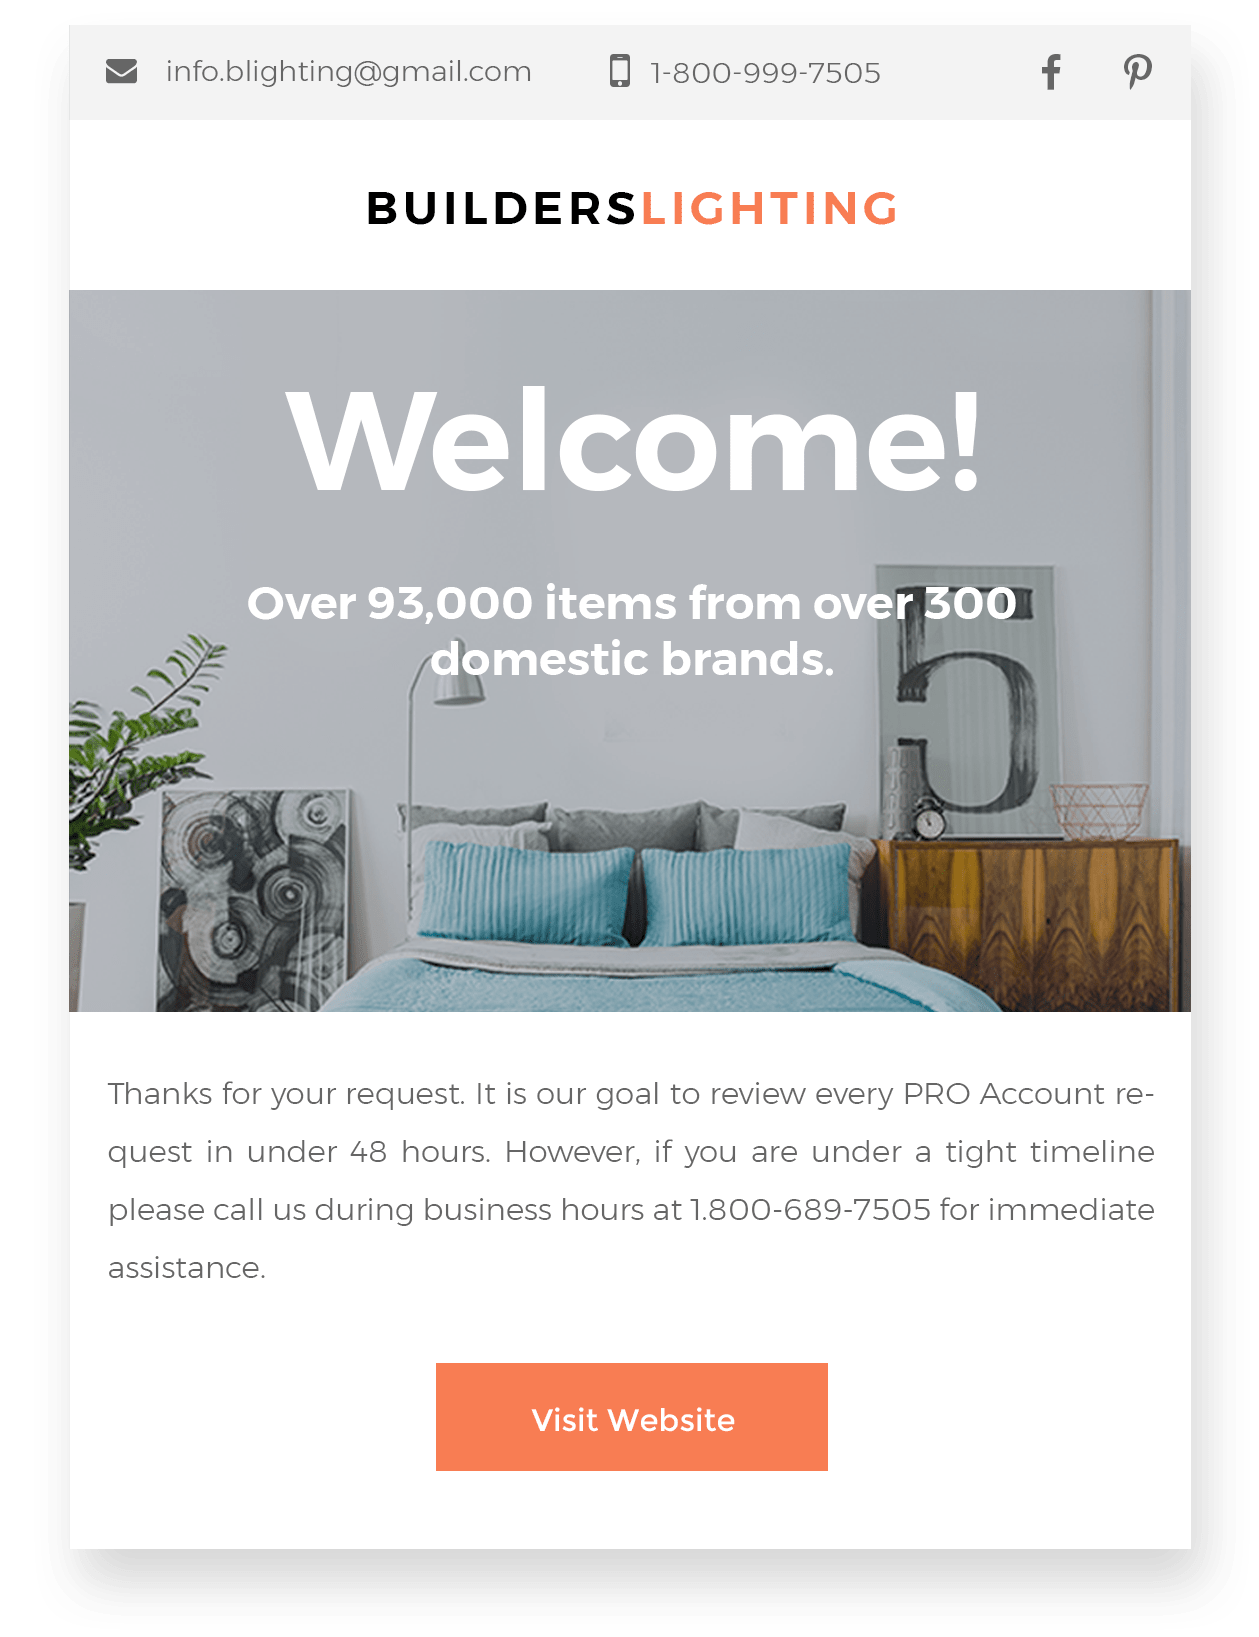 info.blighting@gmail.com 1-800-999-7505
BUILDERSLIGHTING
Welcome!
Over 93,000 items from over 300
domestic brands.
5
Thanks for your request. It is our goal to review every PRO Account re-
quest in under 48 hours. However, if you are under a tight timeline
please call us during business hours at 1.800-689-7505 for immediate
assistance.
Visit Website